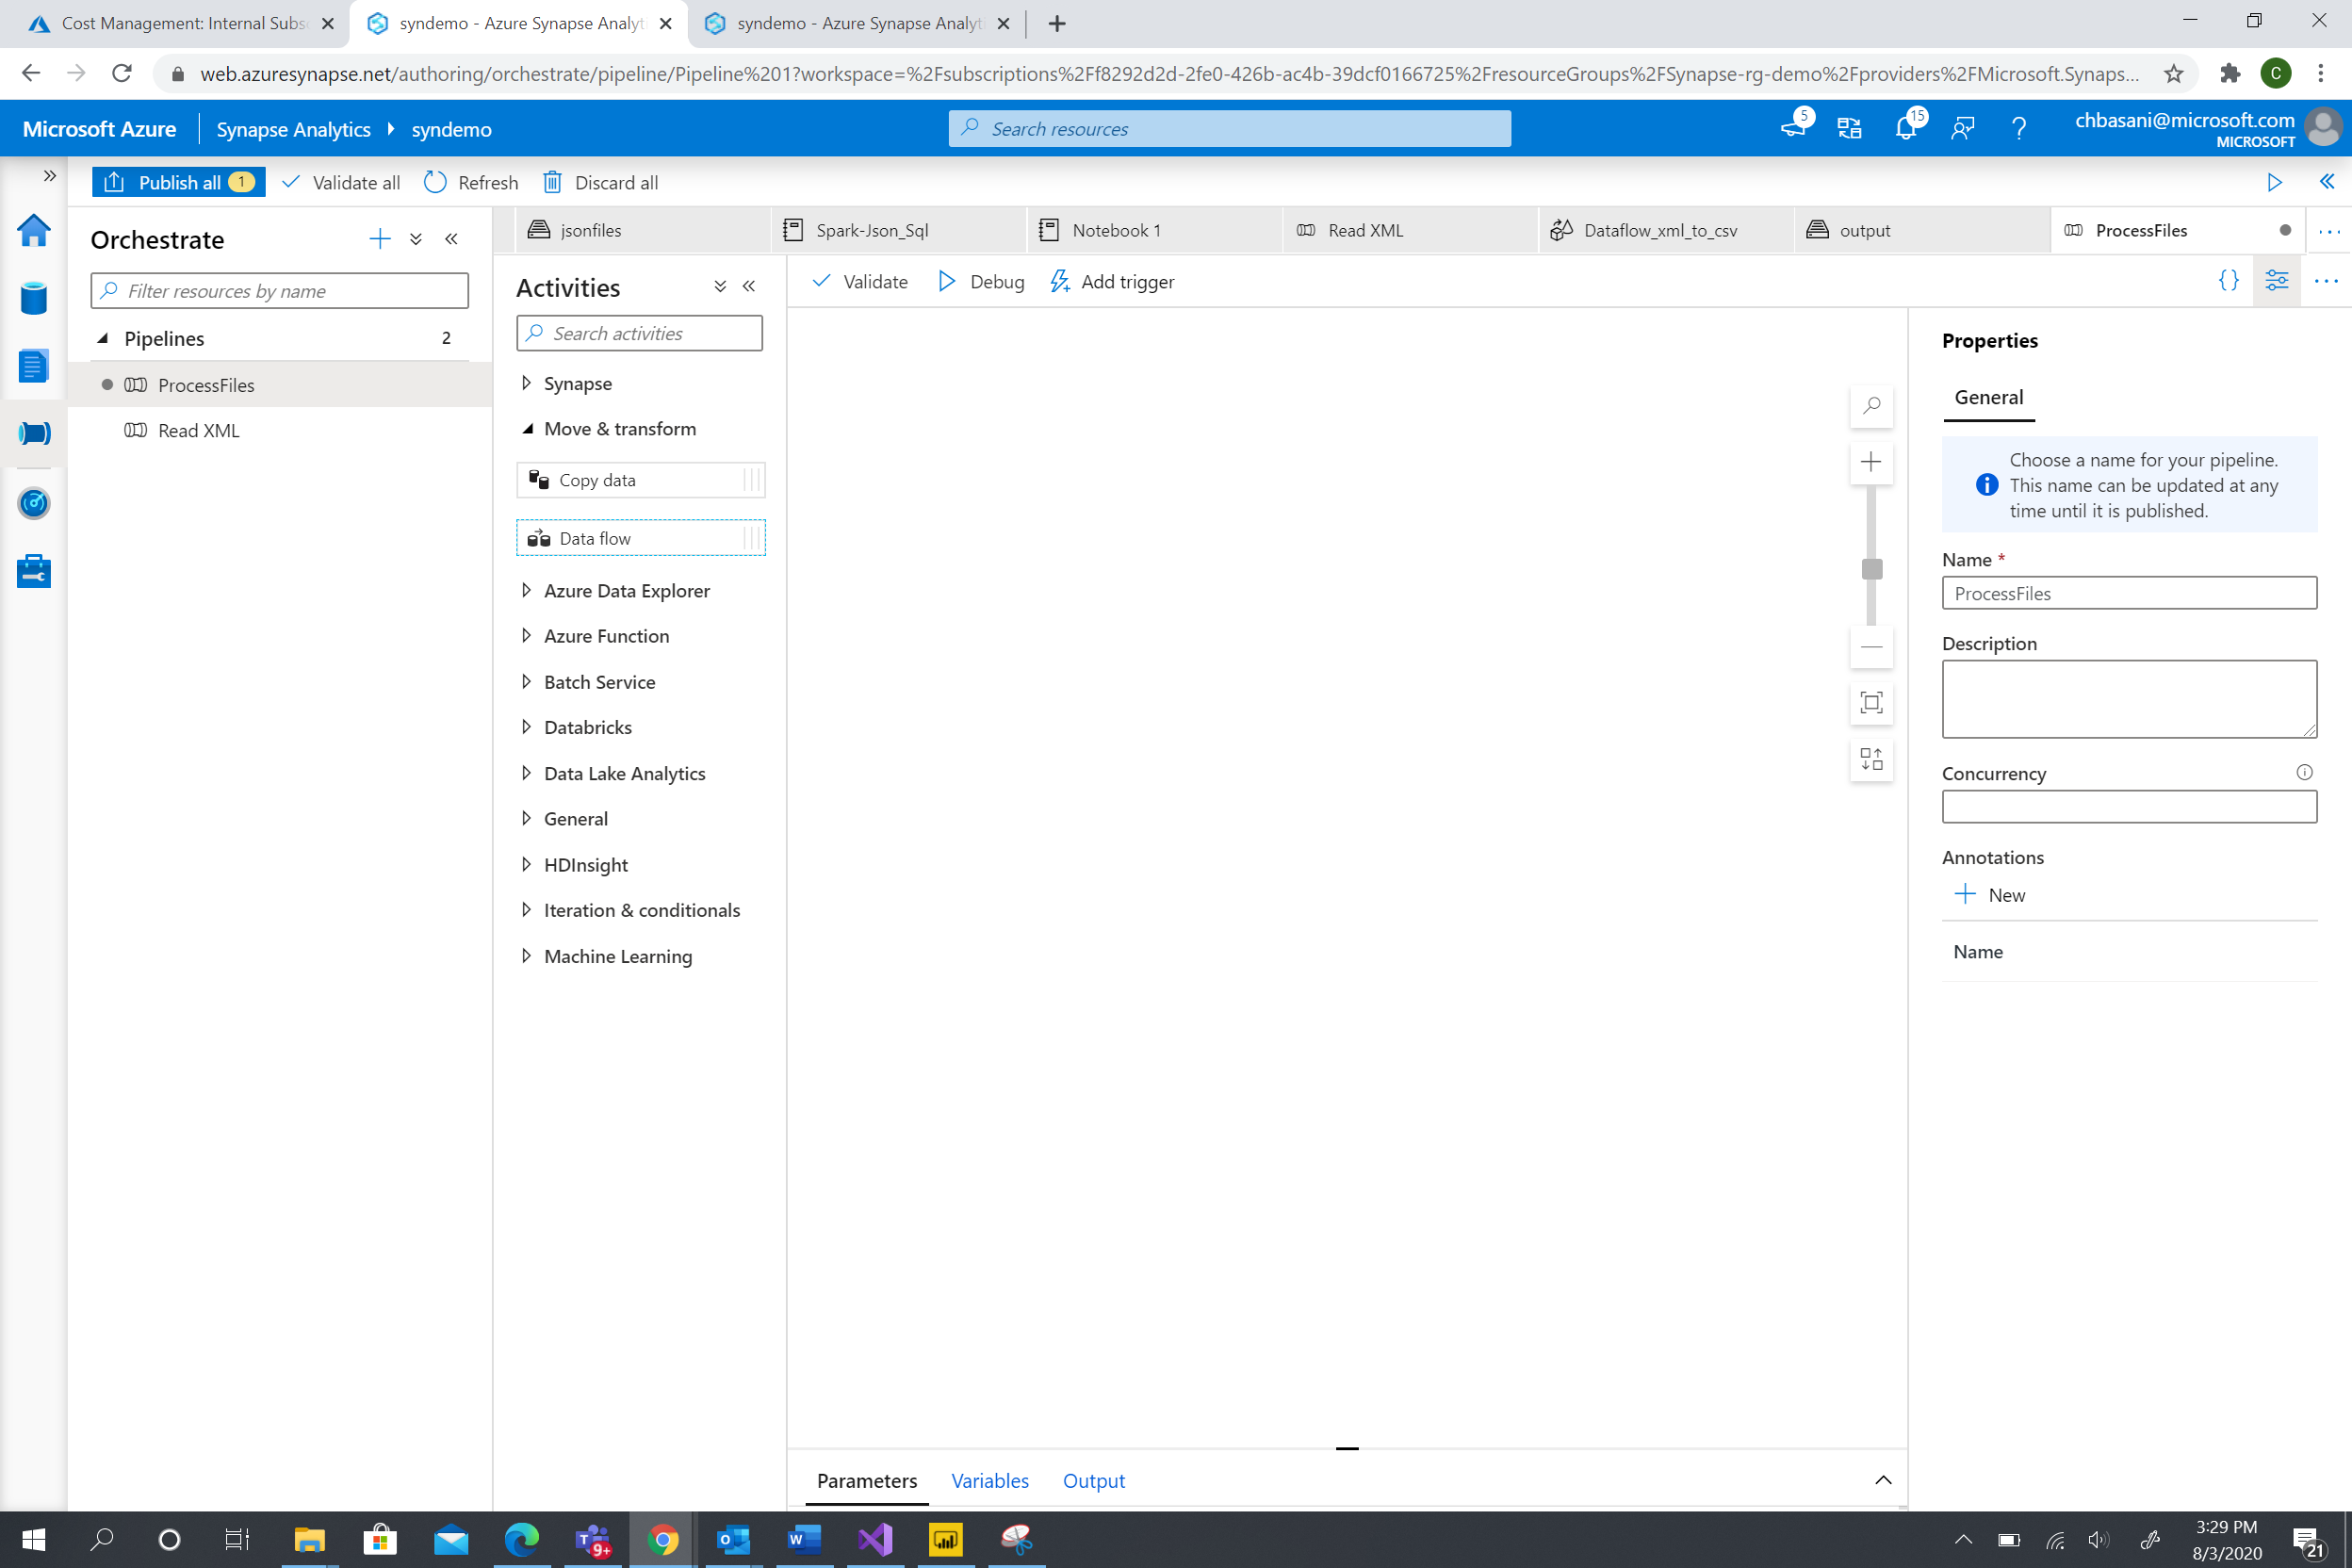 Cost Management: Internal Subs
syndemo - Azure Synapse Analyt
syndemo - Azure Synapse Analyt
web.azuresynapse.net/authoring/orchestrate/pipeline/Pipeline%201?workspace=%2Fsubscriptions%2Ff8292d2d-2fe0-426b-ac4b-39dcf0166725%2FresourceGroups%2FSynapse-rg-demo%2Fproviders%2FMicrosoft.Synaps...
C
Microsoft Azure
Synapse Analytics
syndemo
Search resources
5
15
chbasani@microsoft.com
MICROSOFT
Publish all 1
Validate all
Refresh
Discard all
Orchestrate
Filter resources by name
Pipelines 2
ProcessFiles
Read XML
jsonfiles
Spark-Json_Sql
Notebook 1
Read XML
Dataflow_xml_to_csv
output
ProcessFiles
Activities
Search activities
Synapse
Move & transform
Copy data
Data flow
Azure Data Explorer
Azure Function
Batch Service
Databricks
Data Lake Analytics
General
HDInsight
Iteration & conditionals
Machine Learning
Validate
Debug
Add trigger
Properties
General
Choose a name for your pipeline.
This name can be updated at any
time until it is published.
Name *
ProcessFiles
Description
Concurrency
Annotations
New
Name
Parameters
Variables
Output
9+
3:29 PM
8/3/2020
21